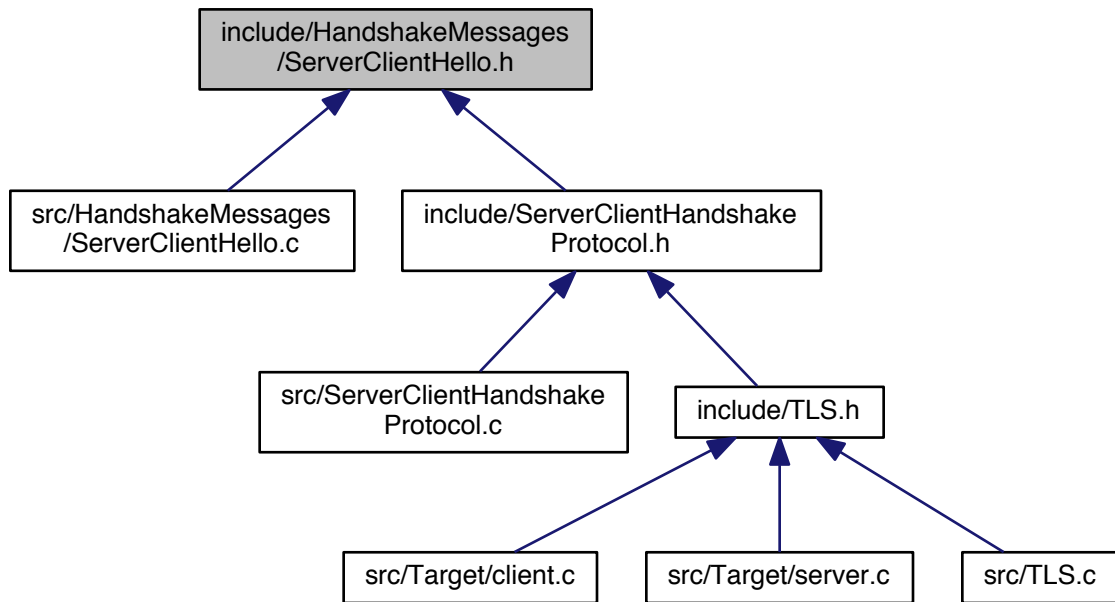 include/HandshakeMessages
/ServerClientHello.h
src/HandshakeMessages
/ServerClientHello.c
include/ServerClientHandshake
Protocol.h
src/ServerClientHandshake
Protocol.c
include/TLS.h
src/Target/client.c
src/Target/server.c
src/TLS.c